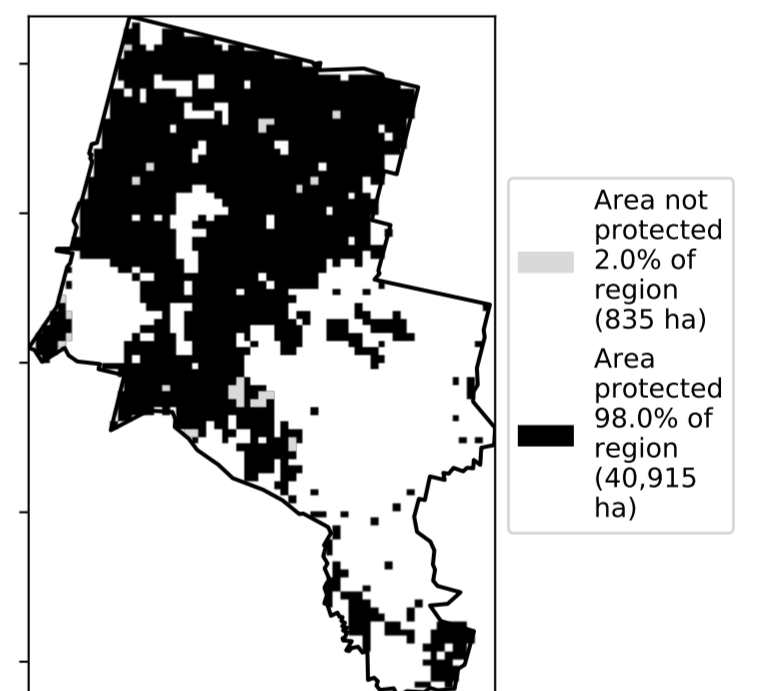 Area not
protected
2.0% of
region
(835 ha)
Area
protected
98.0% of
region
(40,915
ha)